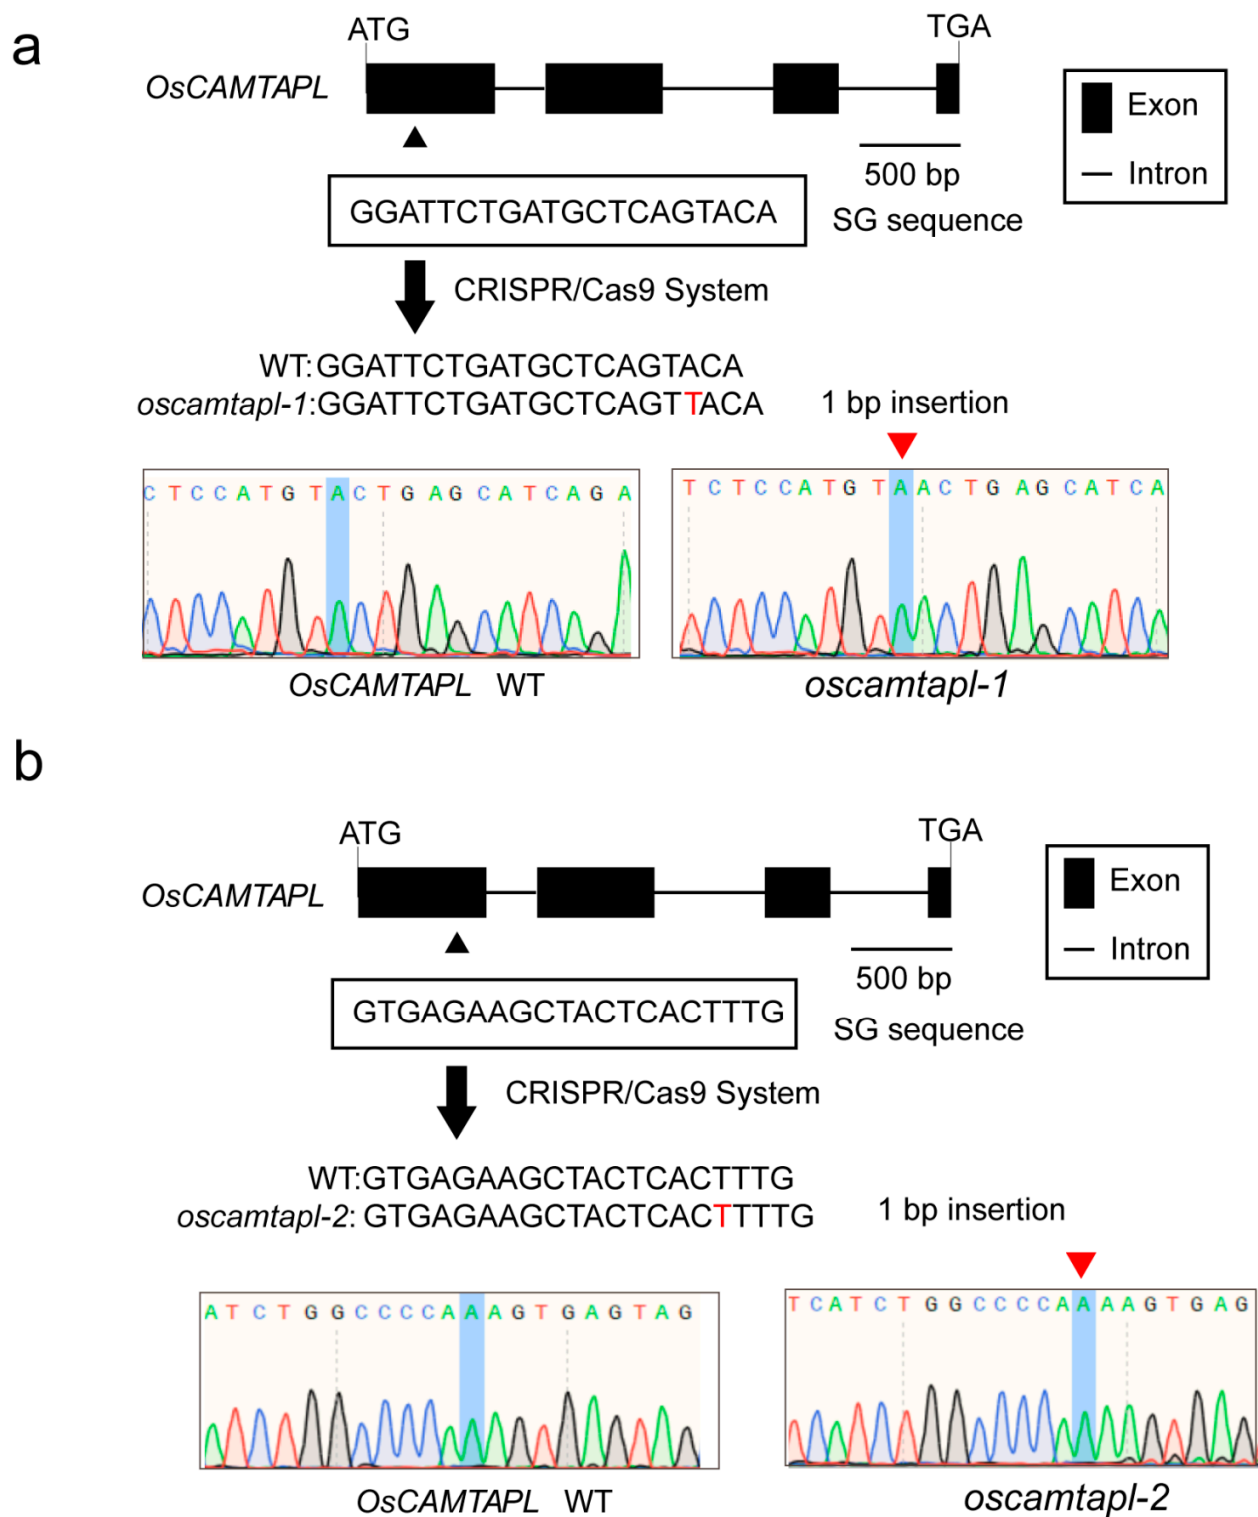 a
ATG TGA
OsCAMTAPL
Exon
Intron
500 bp
GGATTCTGATGCTCAGTACA
SG sequence
CRISPR/Cas9 System
WT:GGATTCTGATGCTCAGTACA
oscamtapl-1:GGATTCTGATGCTCAGTTACA
1 bp insertion
C T C C A T G T A C T G A G C A T C A G A
T C T C C A T G T A A C T G A G C A T C A
OsCAMTAPL WT
oscamtapl-1
b
ATG TGA
OsCAMTAPL
Exon
Intron
500 bp
GTGAGAAGCTACTCACTTTG
SG sequence
CRISPR/Cas9 System
WT:GTGAGAAGCTACTCACTTTG
oscamtapl-2: GTGAGAAGCTACTCACTTTTG
1 bp insertion
A T C T G G C C C C A A A G T G A G T A G
T C A T C T G G C C C C A A A A G T G A G
OsCAMTAPL WT
oscamtapl-2